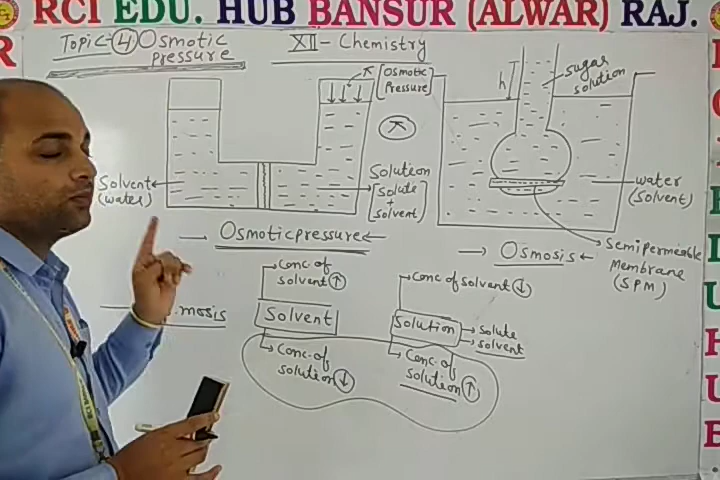 RCI EDU. HUB BANSUR (ALWAR) RAJ.
Topic-④ Osmotic
Pressure
XII - Chemistry
π [Osmotic
Pressure]
π
h
sugar
solution
Solvent
(water)
Solution
[Solute
+
Solvent]
water
(Solvent)
Osmotic pressure
Osmosis
Semipermeable
Membrane
(SPM)
Conc. of
solvent ↑
Conc. of solvent ↓
mosis
Solvent
Solution
Solute
solvent
Conc. of
solution ↓
Conc. of
solution ↑